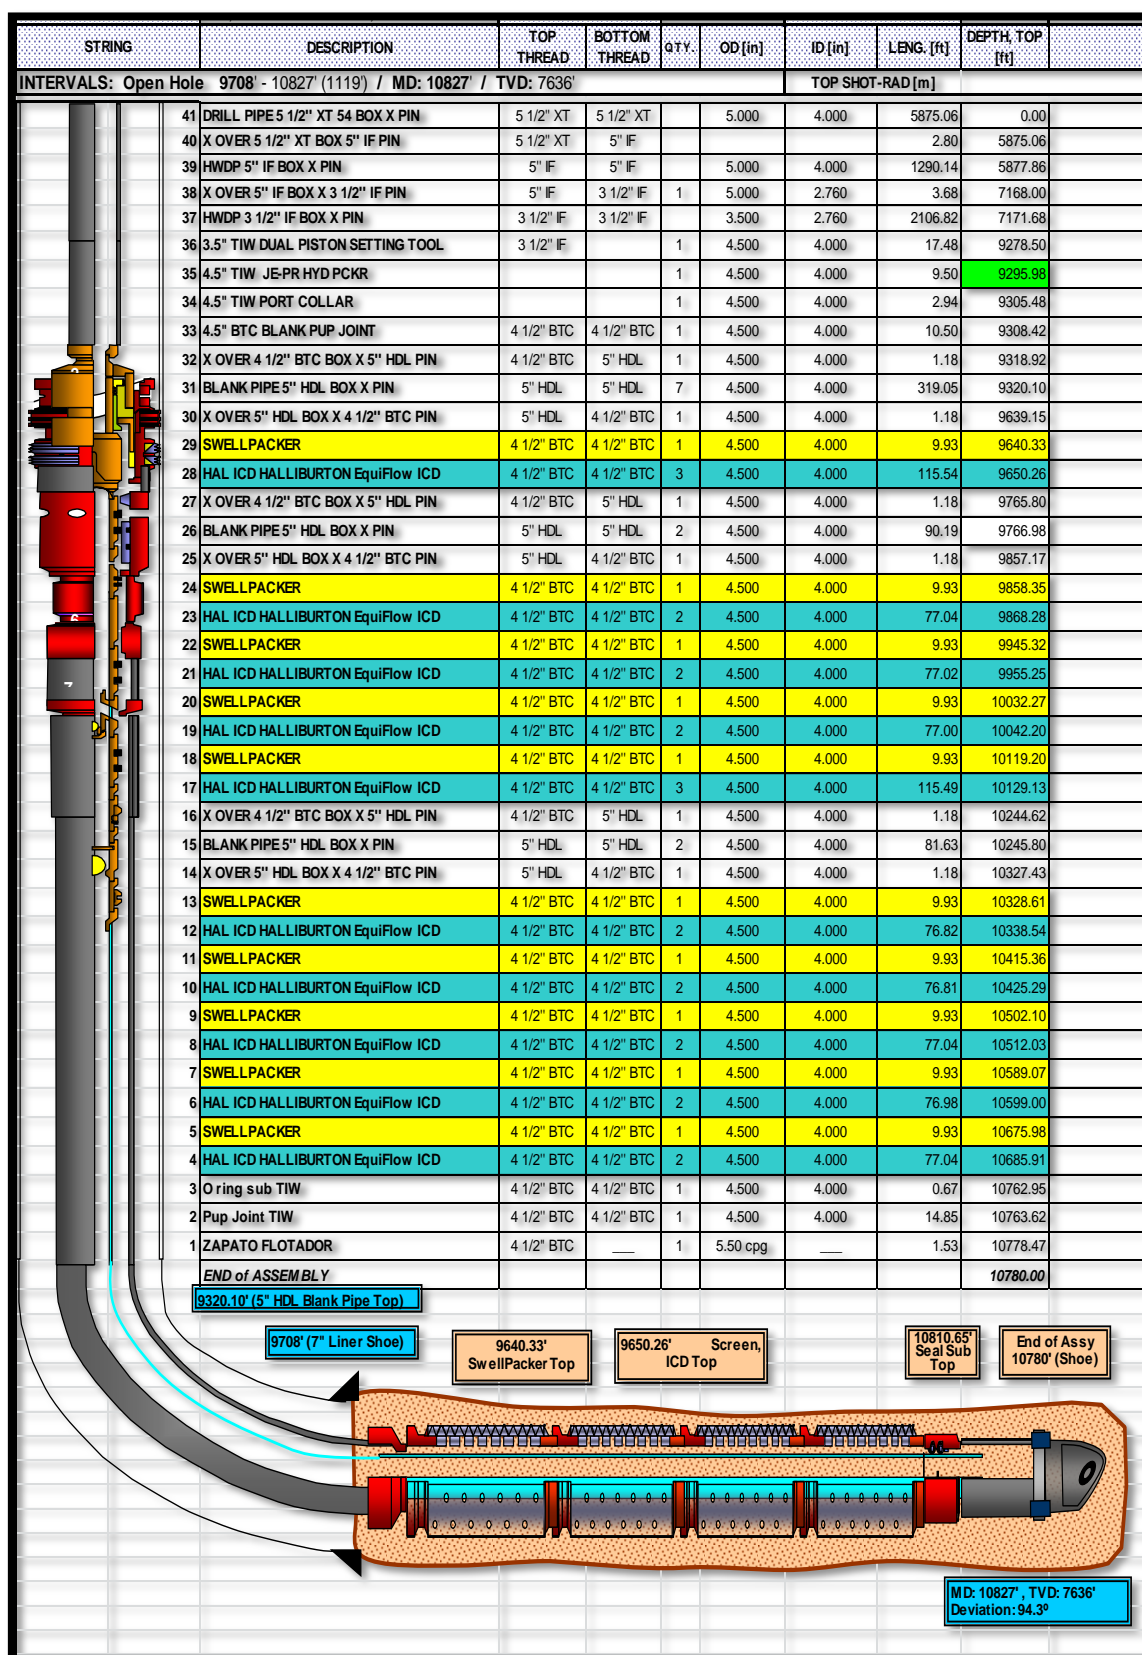 STRING DESCRIPTION TOP THREAD BOTTOM THREAD QTY. OD [in] ID [in] LENG. [ft] DEPTH, TOP [ft]
INTERVALS: Open Hole 9708' - 10827' (1119') / MD: 10827' / TVD: 7636' TOP SHOT-RAD [m]
41 DRILL PIPE 5 1/2" XT 54 BOX X PIN 5 1/2" XT 5 1/2" XT 5.000 4.000 5875.06 0.00
40 X OVER 5 1/2" XT BOX 5" IF PIN 5 1/2" XT 5" IF 2.80 5875.06
39 HWDP 5" IF BOX X PIN 5" IF 5" IF 5.000 4.000 1290.14 5877.86
38 X OVER 5" IF BOX X 3 1/2" IF PIN 5" IF 3 1/2" IF 1 5.000 2.760 3.68 7168.00
37 HWDP 3 1/2" IF BOX X PIN 3 1/2" IF 3 1/2" IF 3.500 2.760 2106.82 7171.68
36 3.5" TIW DUAL PISTON SETTING TOOL 3 1/2" IF 1 4.500 4.000 17.48 9278.50
35 4.5" TIW JE-PR HYD PCKR 1 4.500 4.000 9.50 9295.98
34 4.5" TIW PORT COLLAR 1 4.500 4.000 2.94 9305.48
33 4.5" BTC BLANK PUP JOINT 4 1/2" BTC 4 1/2" BTC 1 4.500 4.000 10.50 9308.42
32 X OVER 4 1/2" BTC BOX X 5" HDL PIN 4 1/2" BTC 5" HDL 1 4.500 4.000 1.18 9318.92
31 BLANK PIPE 5" HDL BOX X PIN 5" HDL 5" HDL 7 4.500 4.000 319.05 9320.10
30 X OVER 5" HDL BOX X 4 1/2" BTC PIN 5" HDL 4 1/2" BTC 1 4.500 4.000 1.18 9639.15
29 SWELLPACKER 4 1/2" BTC 4 1/2" BTC 1 4.500 4.000 9.93 9640.33
28 HAL ICD HALLIBURTON EquiFlow ICD 4 1/2" BTC 4 1/2" BTC 3 4.500 4.000 115.54 9650.26
27 X OVER 4 1/2" BTC BOX X 5" HDL PIN 4 1/2" BTC 5" HDL 1 4.500 4.000 1.18 9765.80
26 BLANK PIPE 5" HDL BOX X PIN 5" HDL 5" HDL 2 4.500 4.000 90.19 9766.98
25 X OVER 5" HDL BOX X 4 1/2" BTC PIN 5" HDL 4 1/2" BTC 1 4.500 4.000 1.18 9857.17
24 SWELLPACKER 4 1/2" BTC 4 1/2" BTC 1 4.500 4.000 9.93 9858.35
23 HAL ICD HALLIBURTON EquiFlow ICD 4 1/2" BTC 4 1/2" BTC 2 4.500 4.000 77.04 9868.28
22 SWELLPACKER 4 1/2" BTC 4 1/2" BTC 1 4.500 4.000 9.93 9945.32
21 HAL ICD HALLIBURTON EquiFlow ICD 4 1/2" BTC 4 1/2" BTC 2 4.500 4.000 77.02 9955.25
20 SWELLPACKER 4 1/2" BTC 4 1/2" BTC 1 4.500 4.000 9.93 10032.27
19 HAL ICD HALLIBURTON EquiFlow ICD 4 1/2" BTC 4 1/2" BTC 2 4.500 4.000 77.00 10042.20
18 SWELLPACKER 4 1/2" BTC 4 1/2" BTC 1 4.500 4.000 9.93 10119.20
17 HAL ICD HALLIBURTON EquiFlow ICD 4 1/2" BTC 4 1/2" BTC 3 4.500 4.000 115.49 10129.13
16 X OVER 4 1/2" BTC BOX X 5" HDL PIN 4 1/2" BTC 5" HDL 1 4.500 4.000 1.18 10244.62
15 BLANK PIPE 5" HDL BOX X PIN 5" HDL 5" HDL 2 4.500 4.000 81.63 10245.80
14 X OVER 5" HDL BOX X 4 1/2" BTC PIN 5" HDL 4 1/2" BTC 1 4.500 4.000 1.18 10327.43
13 SWELLPACKER 4 1/2" BTC 4 1/2" BTC 1 4.500 4.000 9.93 10328.61
12 HAL ICD HALLIBURTON EquiFlow ICD 4 1/2" BTC 4 1/2" BTC 2 4.500 4.000 76.82 10338.54
11 SWELLPACKER 4 1/2" BTC 4 1/2" BTC 1 4.500 4.000 9.93 10415.36
10 HAL ICD HALLIBURTON EquiFlow ICD 4 1/2" BTC 4 1/2" BTC 2 4.500 4.000 76.81 10425.29
9 SWELLPACKER 4 1/2" BTC 4 1/2" BTC 1 4.500 4.000 9.93 10502.10
8 HAL ICD HALLIBURTON EquiFlow ICD 4 1/2" BTC 4 1/2" BTC 2 4.500 4.000 77.04 10512.03
7 SWELLPACKER 4 1/2" BTC 4 1/2" BTC 1 4.500 4.000 9.93 10589.07
6 HAL ICD HALLIBURTON EquiFlow ICD 4 1/2" BTC 4 1/2" BTC 2 4.500 4.000 76.98 10599.00
5 SWELLPACKER 4 1/2" BTC 4 1/2" BTC 1 4.500 4.000 9.93 10675.98
4 HAL ICD HALLIBURTON EquiFlow ICD 4 1/2" BTC 4 1/2" BTC 2 4.500 4.000 77.04 10685.91
3 O ring sub TIW 4 1/2" BTC 4 1/2" BTC 1 4.500 4.000 0.67 10762.95
2 Pup Joint TIW 4 1/2" BTC 4 1/2" BTC 1 4.500 4.000 14.85 10763.62
1 ZAPATO FLOTADOR 4 1/2" BTC ___ 1 5.50 cpg ___ 1.53 10778.47
END of ASSEMBLY 10780.00
9320.10' (5" HDL Blank Pipe Top)
9708' (7" Liner Shoe)
9640.33'
SwellPacker Top
9650.26' Screen,
ICD Top
10810.65'
Seal Sub
Top
End of Assy
10780' (Shoe)
MD: 10827' , TVD: 7636'
Deviation: 94.3º